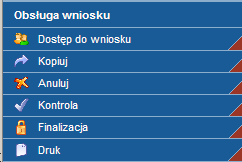 Obsługa wniosku
Dostęp do wniosku
Kopiuj
Anuluj
Kontrola
Finalizacja
Druk